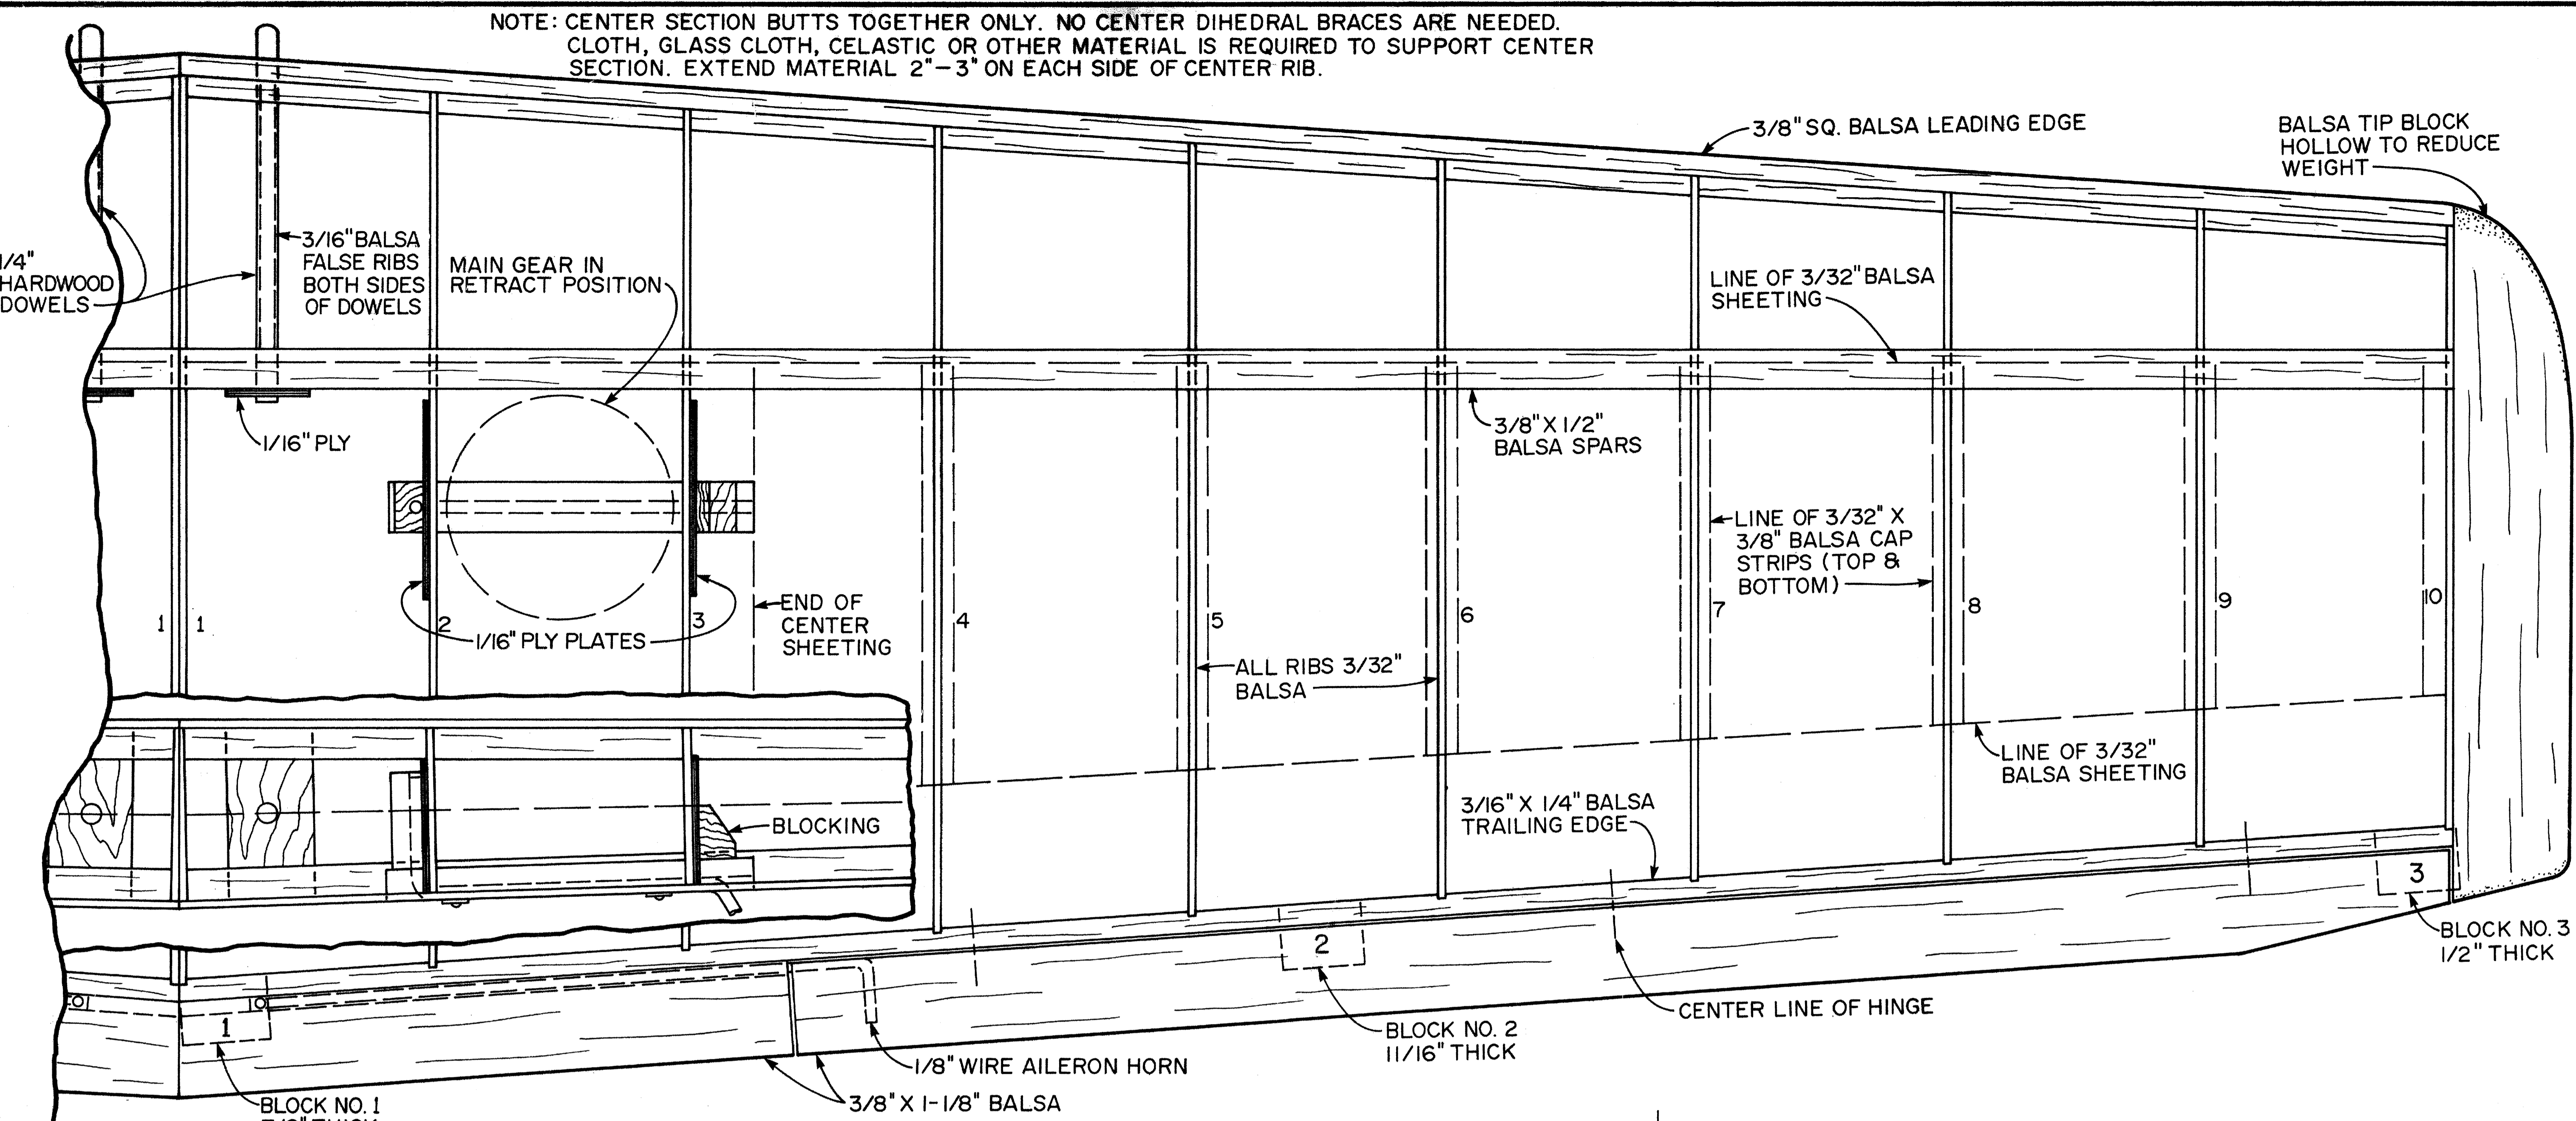 NOTE: CENTER SECTION BUTTS TOGETHER ONLY. NO CENTER DIHEDRAL BRACES ARE NEEDED.
CLOTH, GLASS CLOTH, CELASTIC OR OTHER MATERIAL IS REQUIRED TO SUPPORT CENTER
SECTION. EXTEND MATERIAL 2"-3" ON EACH SIDE OF CENTER RIB.
3/8" SQ. BALSA LEADING EDGE
BALSA TIP BLOCK
HOLLOW TO REDUCE
WEIGHT
1/4"
HARDWOOD
DOWELS
3/16" BALSA
FALSE RIBS
BOTH SIDES
OF DOWELS
MAIN GEAR IN
RETRACT POSITION
LINE OF 3/32" BALSA
SHEETING
1/16" PLY
3/8" X 1/2"
BALSA SPARS
LINE OF 3/32" X
3/8" BALSA CAP
STRIPS (TOP &
BOTTOM)
END OF
CENTER
SHEETING
1/16" PLY PLATES
1
1
2
3
4
5
6
7
8
9
10
ALL RIBS 3/32"
BALSA
LINE OF 3/32"
BALSA SHEETING
3/16" X 1/4" BALSA
TRAILING EDGE
BLOCKING
1
2
3
BLOCK NO. 3
1/2" THICK
CENTER LINE OF HINGE
BLOCK NO. 2
11/16" THICK
1/8" WIRE AILERON HORN
3/8" X 1-1/8" BALSA
BLOCK NO. 1